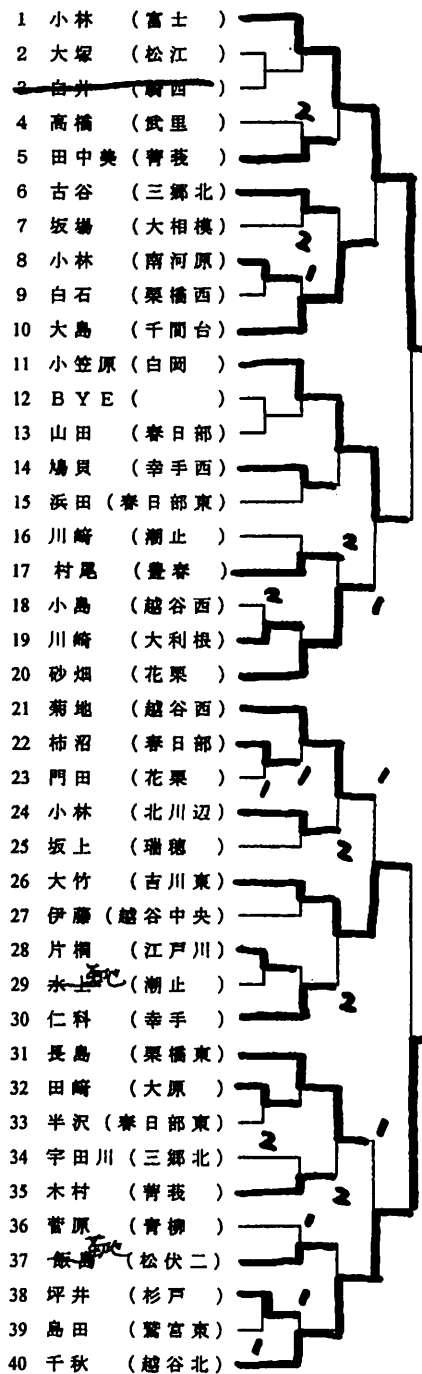 1 小林 (富士)
2 大塚 (松江)
3 白井 (騎西)
4 高橋 (武里)
5 田中美 (菁莪)
6 古谷 (三郷北)
7 坂場 (大相模)
8 小林 (南河原)
9 白石 (栗橋西)
10 大島 (千間台)
11 小笠原 (白岡)
12 BYE ( )
13 山田 (春日部)
14 鳩貝 (幸手西)
15 浜田 (春日部東)
16 川崎 (潮止)
17 村尾 (豊春)
18 小島 (越谷西)
19 川崎 (大利根)
20 砂畑 (花栗)
21 菊地 (越谷西)
22 柿沼 (春日部)
23 門田 (花栗)
24 小林 (北川辺)
25 坂上 (瑞穂)
26 大竹 (吉川東)
27 伊藤 (越谷中央)
28 片桐 (江戸川)
29 水上 (潮止)
30 仁科 (幸手)
31 長島 (栗橋東)
32 田崎 (大原)
33 半沢 (春日部東)
34 宇田川 (三郷北)
35 木村 (菁莪)
36 菅原 (青柳)
37 飯島 (松伏二)
38 坪井 (杉戸)
39 島田 (鷲宮東)
40 千秋 (越谷北)
2
2
1
2
1
2
1
1
1
2
2
1
2
2
1
1
1